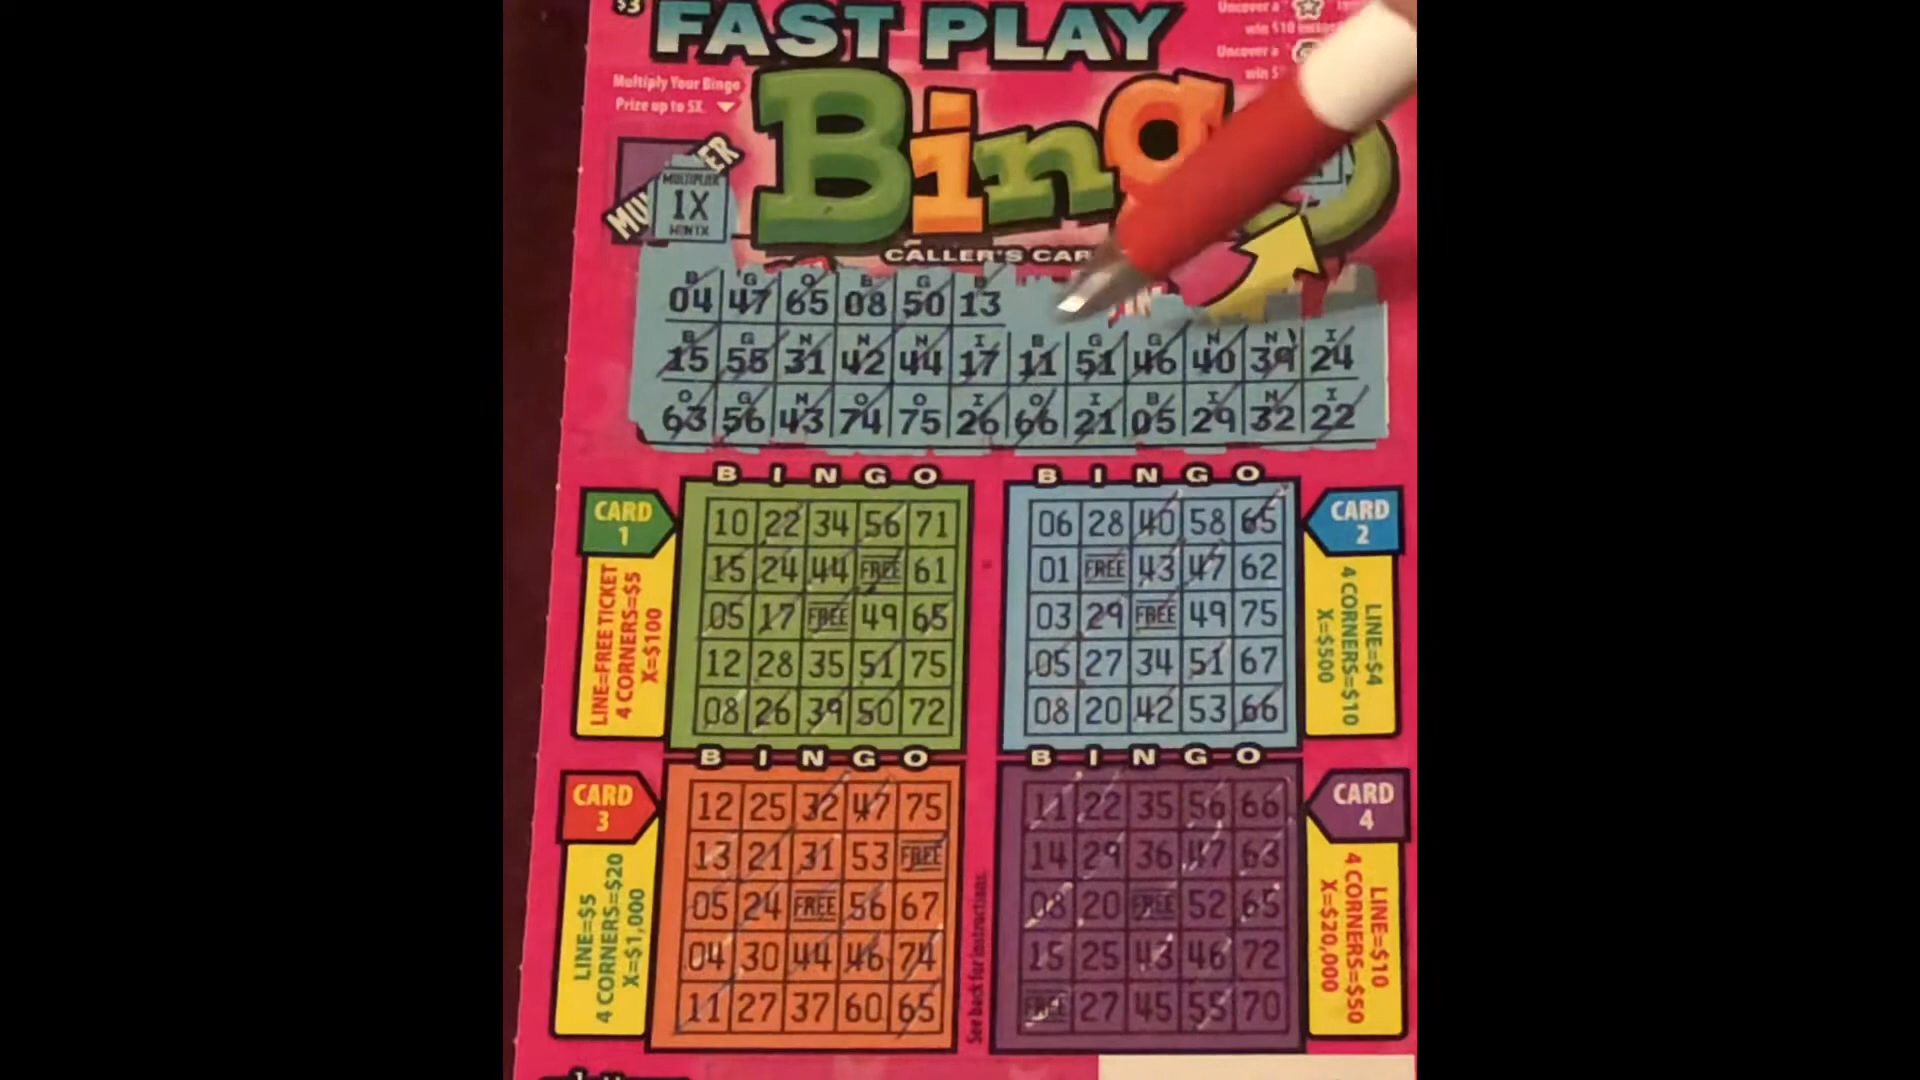 $3
FAST PLAY
Uncover a
win $10
Uncover a
win $
Multiply Your Bingo
Prize up to 5X.
Bing
MULTIPLIER
1X
WIN1X
CALLER'S CAR
B G O B G B
04 47 65 08 50 13
B G N N N I B G G N N I
15 58 31 42 44 17 11 51 46 40 39 24
O G N O O I O I B I N I
63 56 43 74 75 26 66 21 05 29 32 22
B I N G O
CARD
1
LINE=FREE TICKET
4 CORNERS=$5
X=$100
10 22 34 56 71
15 24 44 FREE 61
05 17 FREE 49 65
12 28 35 51 75
08 26 39 50 72
B I N G O
CARD
2
LINE=$4
4 CORNERS=$10
X=$500
06 28 40 58 65
01 FREE 43 47 62
03 29 FREE 49 75
05 27 34 51 67
08 20 42 53 66
B I N G O
CARD
3
LINE=$5
4 CORNERS=$20
X=$1,000
12 25 32 47 75
13 21 31 53 FREE
05 24 FREE 56 67
04 30 44 46 74
11 27 37 60 65
See back for instructions.
B I N G O
CARD
4
LINE=$10
4 CORNERS=$50
X=$20,000
11 22 35 56 66
14 29 36 47 63
08 20 FREE 52 65
15 25 43 46 72
FREE 27 45 55 70